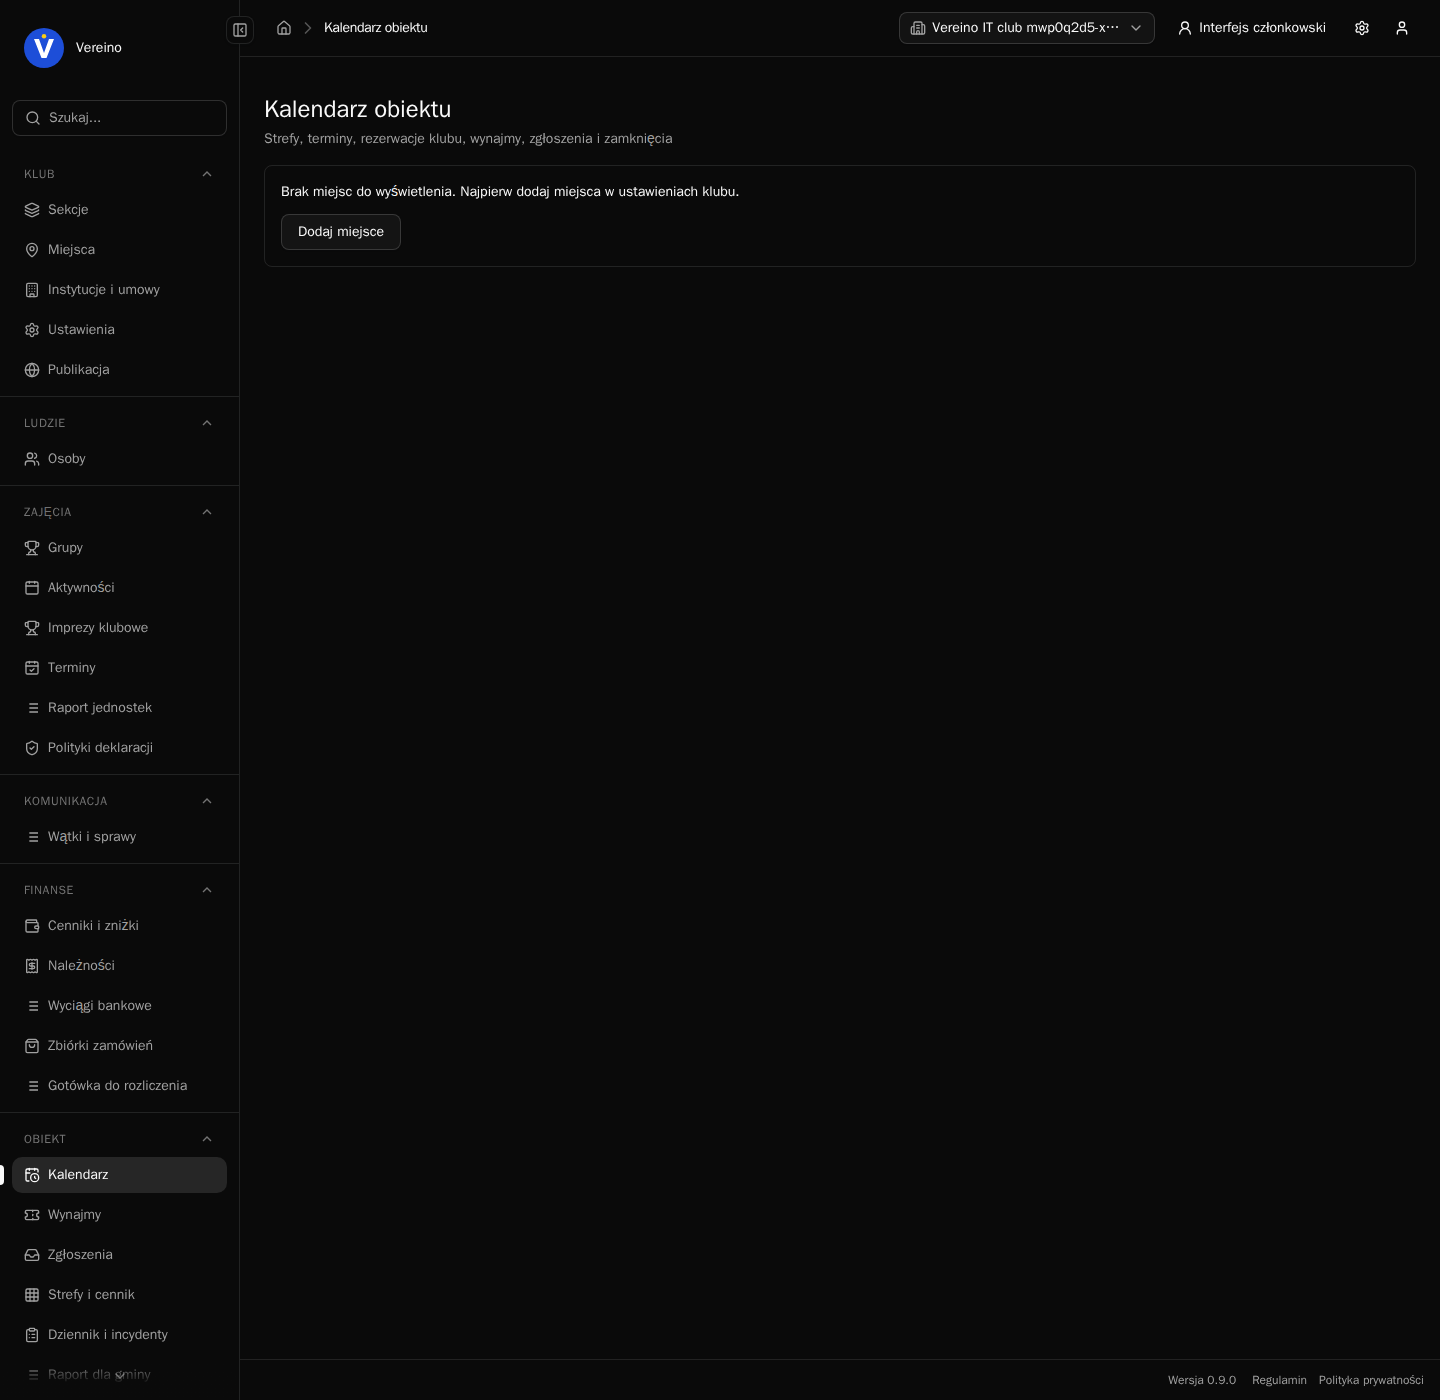 Vereino
Szukaj...
KLUB
Sekcje
Miejsca
Instytucje i umowy
Ustawienia
Publikacja
LUDZIE
Osoby
ZAJĘCIA
Grupy
Aktywności
Imprezy klubowe
Terminy
Raport jednostek
Polityki deklaracji
KOMUNIKACJA
Wątki i sprawy
FINANSE
Cenniki i zniżki
Należności
Wyciągi bankowe
Zbiórki zamówień
Gotówka do rozliczenia
OBIEKT
Kalendarz
Wynajmy
Zgłoszenia
Strefy i cennik
Dziennik i incydenty
Raport dla gminy
Kalendarz obiektu
Vereino IT club mwp0q2d5-x···
Interfejs członkowski
Kalendarz obiektu
Strefy, terminy, rezerwacje klubu, wynajmy, zgłoszenia i zamknięcia
Brak miejsc do wyświetlenia. Najpierw dodaj miejsca w ustawieniach klubu.
Dodaj miejsce
Wersja 0.9.0 Regulamin Polityka prywatności